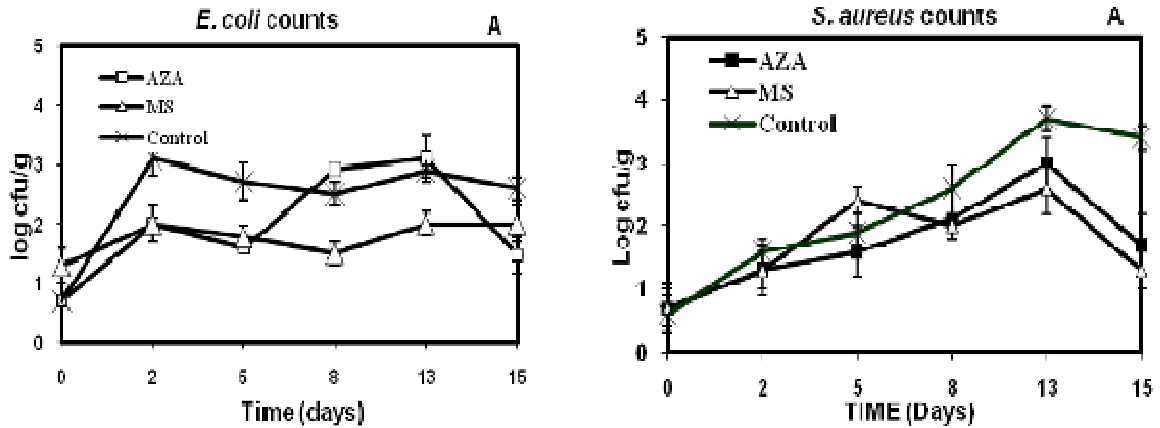 E. coli counts
A
5
4
3
2
1
0
AZA
MS
Control
log cfu/g
0 2 5 8 13 15
Time (days)
S. aureus counts
A
5
4
3
2
1
0
AZA
MS
Control
Log cfu/g
0 2 5 8 13 15
TIME (Days)